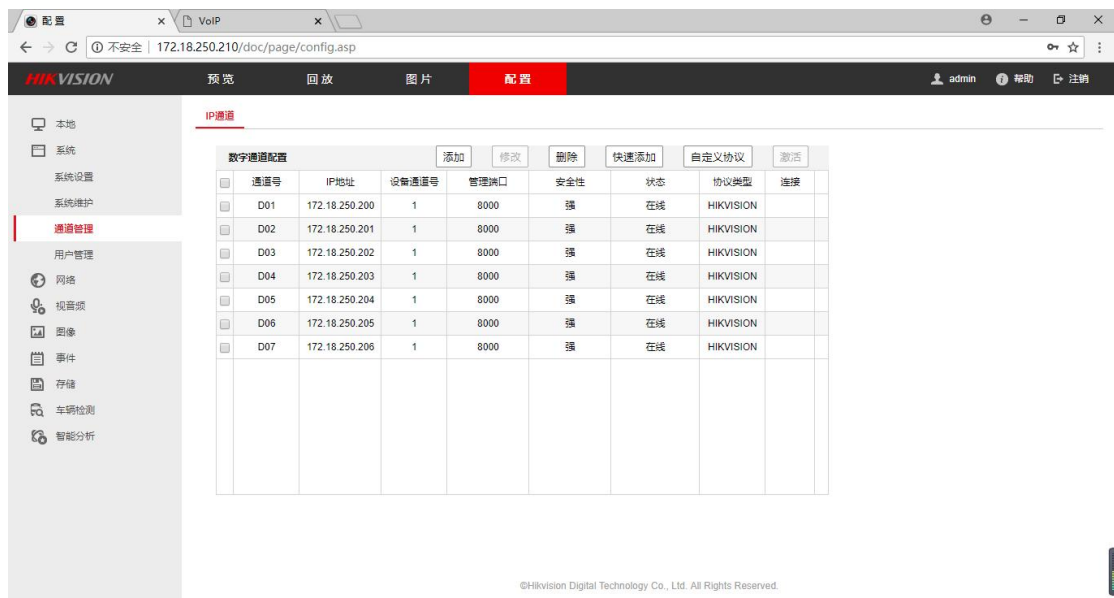 配置
VoIP
不安全 | 172.18.250.210/doc/page/config.asp
HIKVISION 预览 回放 图片 配置 admin 帮助 注销
本地
系统
系统设置
系统维护
通道管理
用户管理
网络
视音频
图像
事件
存储
车辆检测
智能分析
IP通道
数字通道配置 添加 修改 删除 快速添加 自定义协议 激活
通道号 IP地址 设备通道号 管理端口 安全性 状态 协议类型 连接
D01 172.18.250.200 1 8000 强 在线 HIKVISION
D02 172.18.250.201 1 8000 强 在线 HIKVISION
D03 172.18.250.202 1 8000 强 在线 HIKVISION
D04 172.18.250.203 1 8000 强 在线 HIKVISION
D05 172.18.250.204 1 8000 强 在线 HIKVISION
D06 172.18.250.205 1 8000 强 在线 HIKVISION
D07 172.18.250.206 1 8000 强 在线 HIKVISION
©Hikvision Digital Technology Co., Ltd. All Rights Reserved.